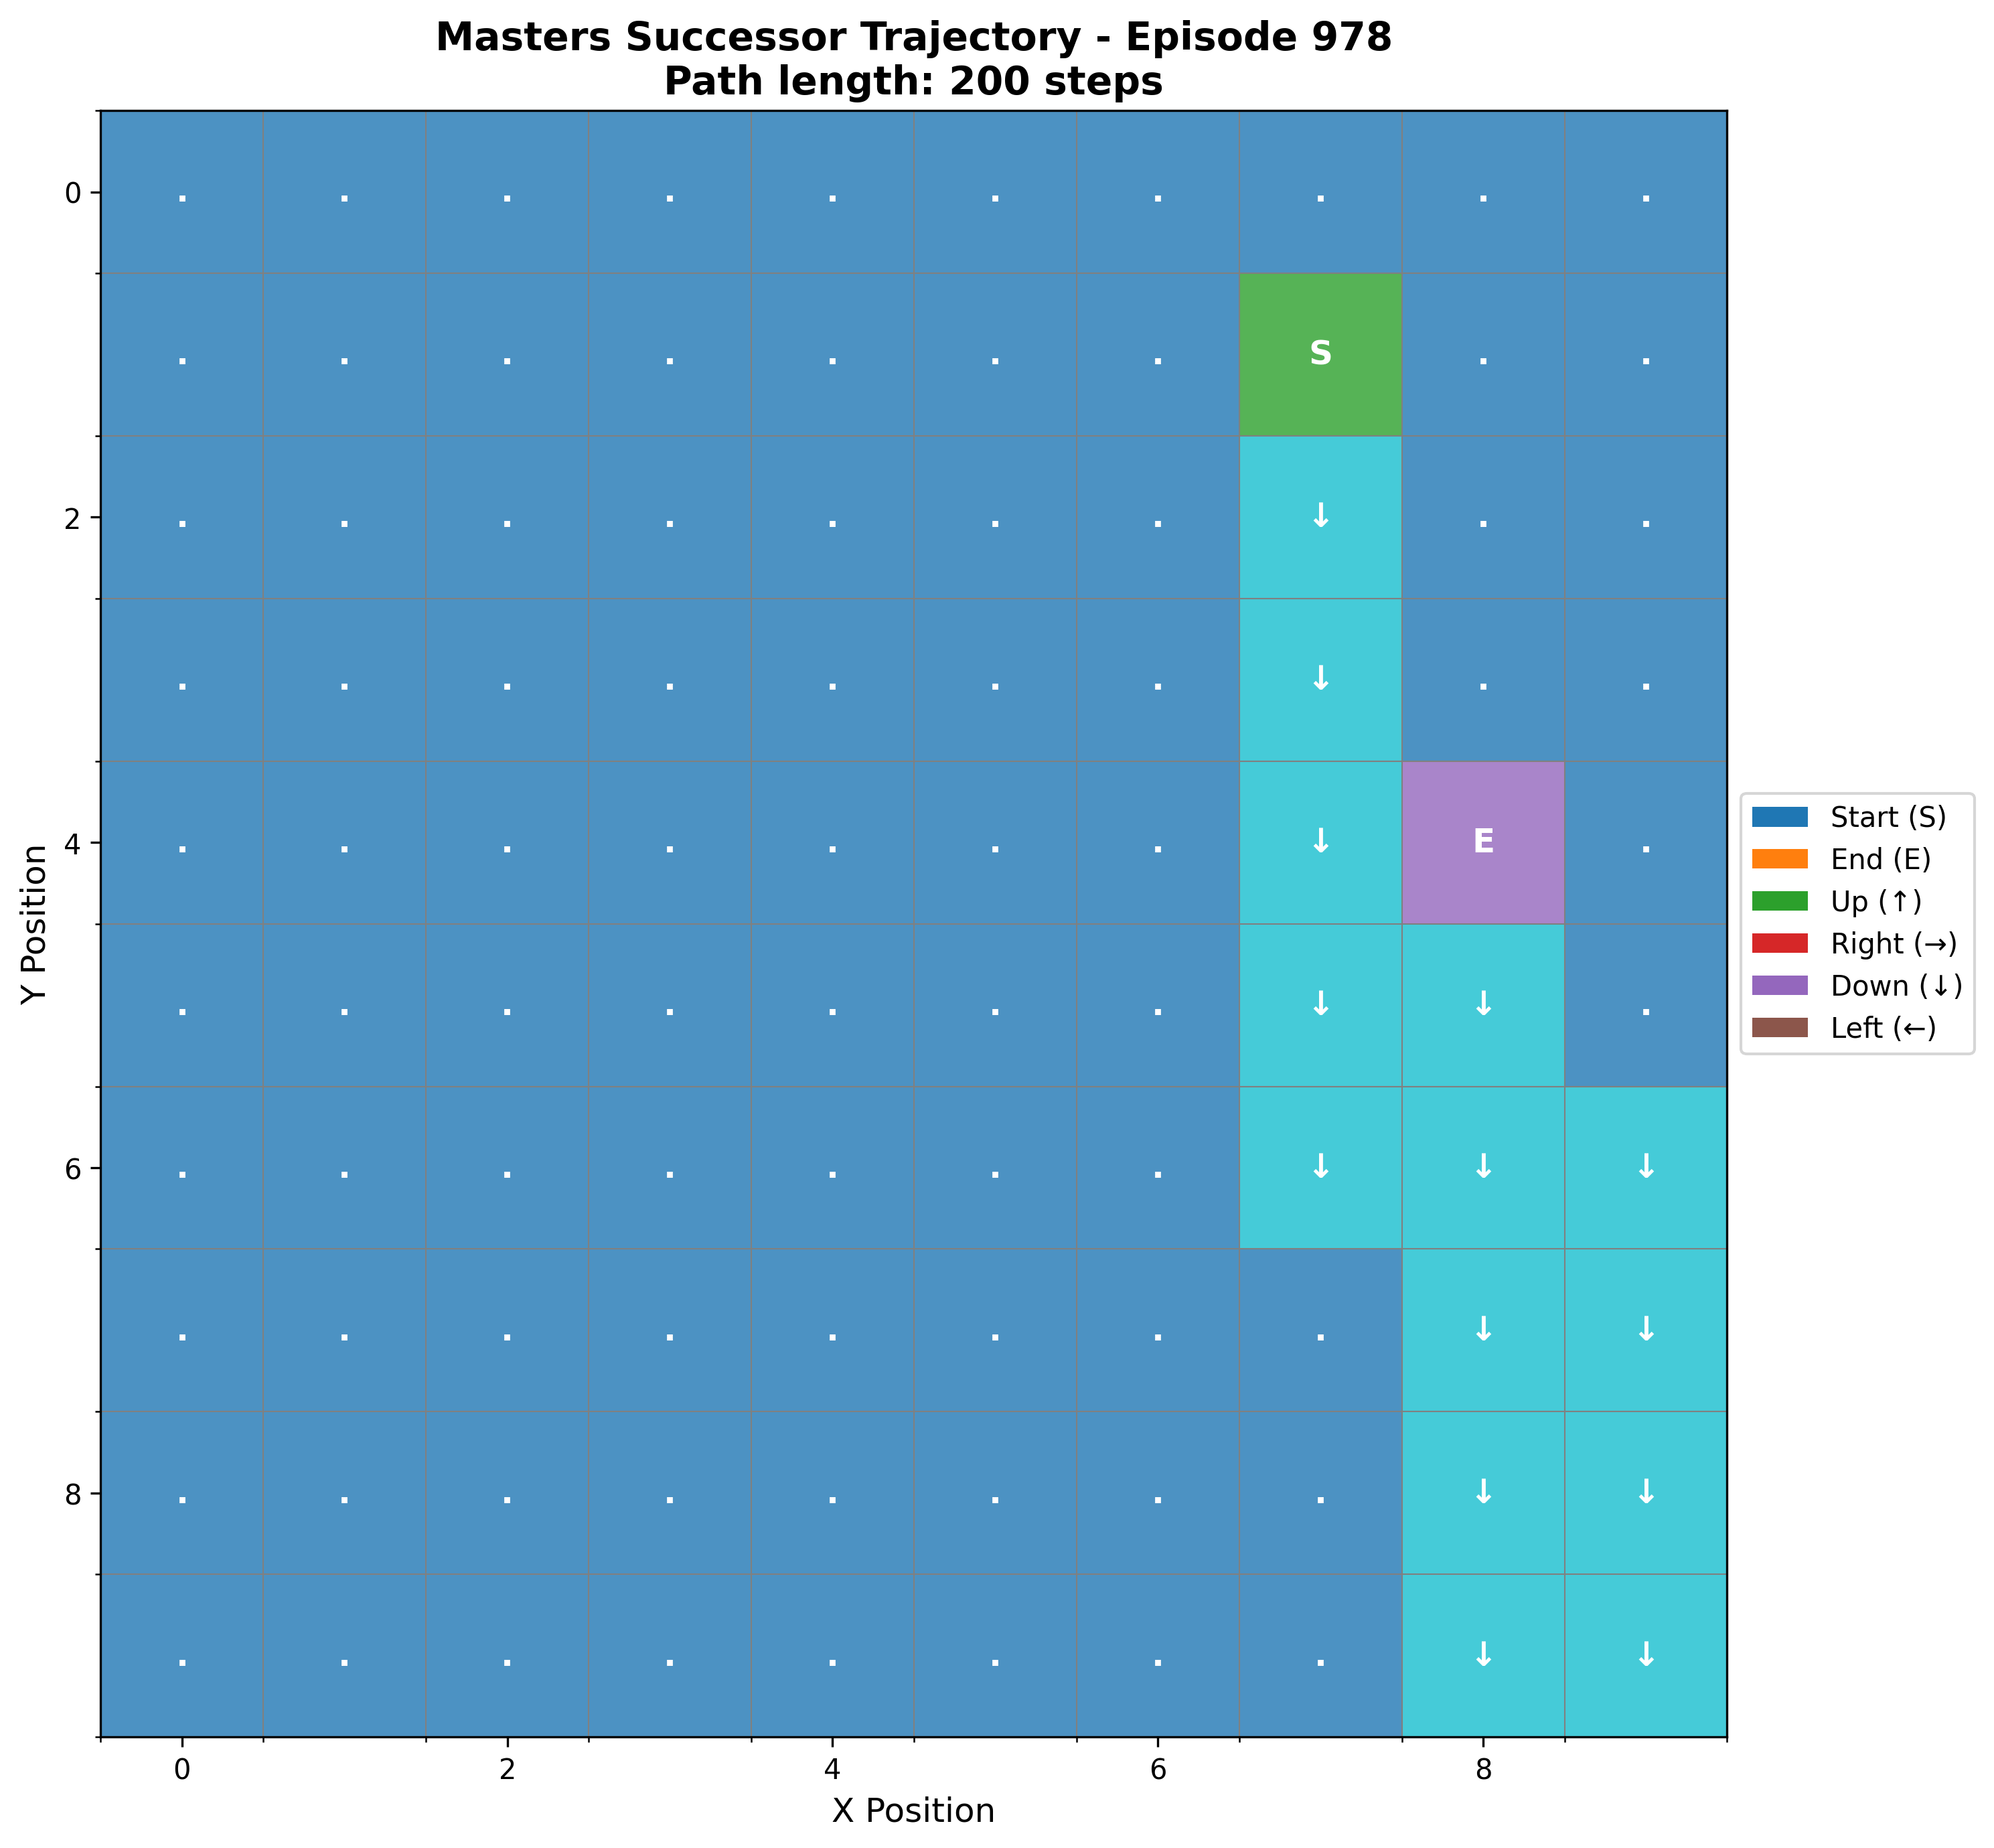 Masters Successor Trajectory - Episode 978
Path length: 200 steps
0
2
4
6
8
Y Position
. . . . . . . . . .
. . . . . . . S . .
. . . . . . . ↓ . .
. . . . . . . ↓ . .
. . . . . . . ↓ E .
. . . . . . . ↓ ↓ .
. . . . . . . ↓ ↓ ↓
. . . . . . . . ↓ ↓
. . . . . . . . ↓ ↓
. . . . . . . . ↓ ↓
0 2 4 6 8
X Position
Start (S)
End (E)
Up (↑)
Right (→)
Down (↓)
Left (←)